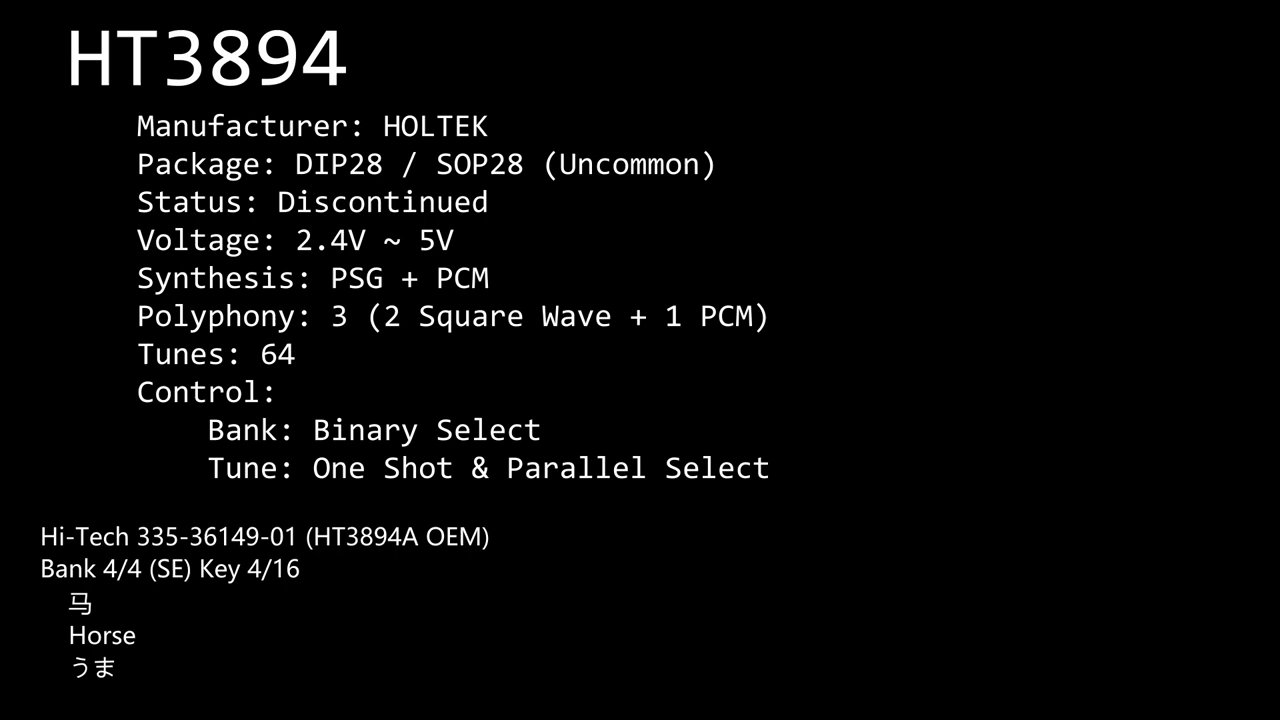 HT3894
Manufacturer: HOLTEK
Package: DIP28 / SOP28 (Uncommon)
Status: Discontinued
Voltage: 2.4V ~ 5V
Synthesis: PSG + PCM
Polyphony: 3 (2 Square Wave + 1 PCM)
Tunes: 64
Control:
Bank: Binary Select
Tune: One Shot & Parallel Select
Hi-Tech 335-36149-01 (HT3894A OEM)
Bank 4/4 (SE) Key 4/16
马
Horse
うま